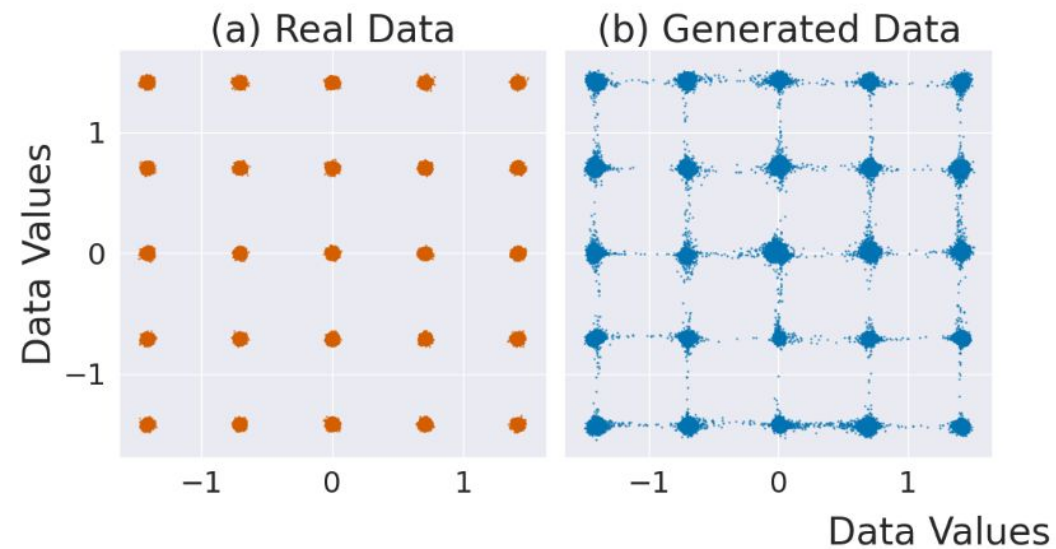 (a) Real Data
(b) Generated Data
Data Values
1
0
−1
−1 0 1
−1 0 1
Data Values